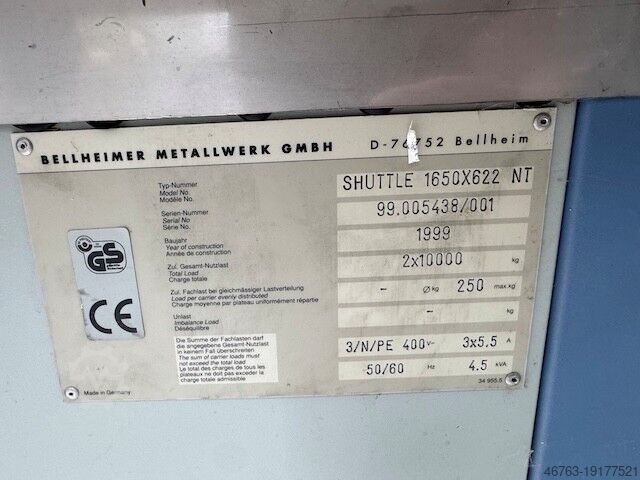 BELLHEIMER METALLWERK GMBH D-76752 Bellheim
Typ-Nummer
Model No.
Modèle No.
SHUTTLE 1650X622 NT
Serien-Nummer
Serial No
Série No.
99.005438/001
Baujahr
Year of construction
Année de construction
1999
Zul. Gesamt-Nutzlast
Total Load
Charge totale
2x10000 kg
Zul. Fachlast bei gleichmässiger Lastverteilung
Load per carrier evenly distributed
Charge moyenne par plateau uniformément répartie
- Ø kg 250 max.kg
Unlast
Imbalance Load
Déséquilibre
- kg
Die Summe der Fachlasten darf
die angegebene Gesamt-Nutzlast
in keinem Fall überschreiten
The sum of carrier loads must
not exceed the total load
Le total des charges de tous les
plateaux ne doit pas excéder la
charge totale admissible
3/N/PE 400 V~ 3x5.5 A
50/60 Hz 4.5 kVA
GS
CE
Made in Germany
34 955.5
46763-19177521